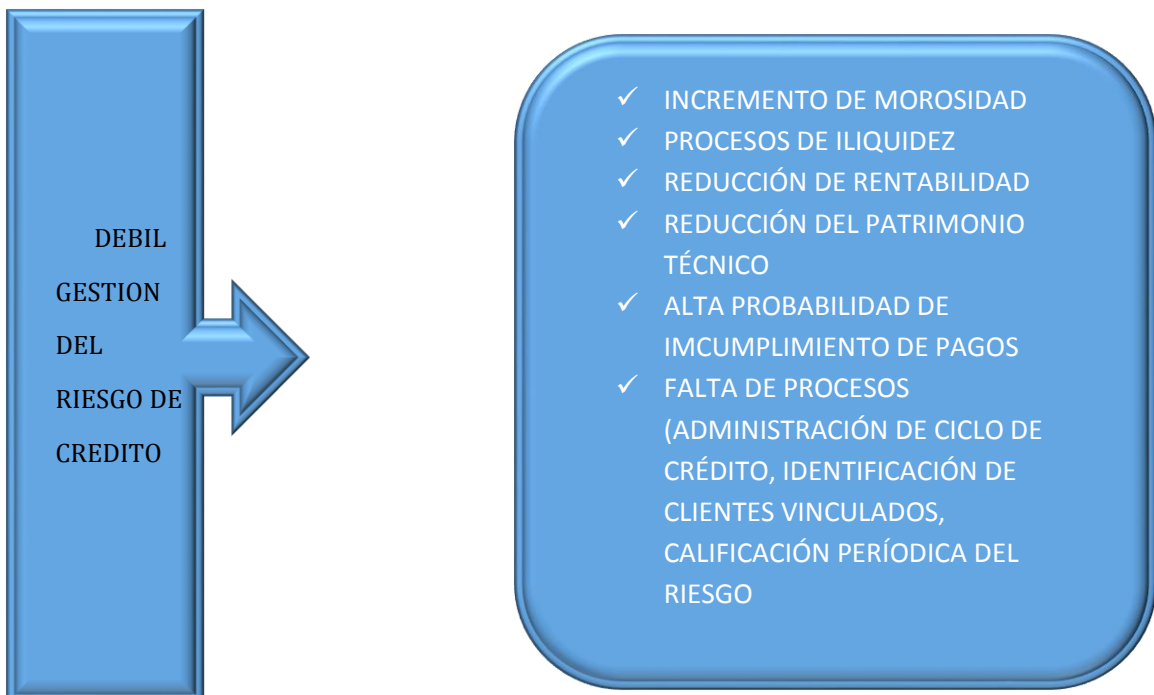 DEBIL
GESTION
DEL
RIESGO DE
CREDITO
✓ INCREMENTO DE MOROSIDAD
✓ PROCESOS DE ILIQUIDEZ
✓ REDUCCIÓN DE RENTABILIDAD
✓ REDUCCIÓN DEL PATRIMONIO
TÉCNICO
✓ ALTA PROBABILIDAD DE
IMCUMPLIMIENTO DE PAGOS
✓ FALTA DE PROCESOS
(ADMINISTRACIÓN DE CICLO DE
CRÉDITO, IDENTIFICACIÓN DE
CLIENTES VINCULADOS,
CALIFICACIÓN PERÍODICA DEL
RIESGO